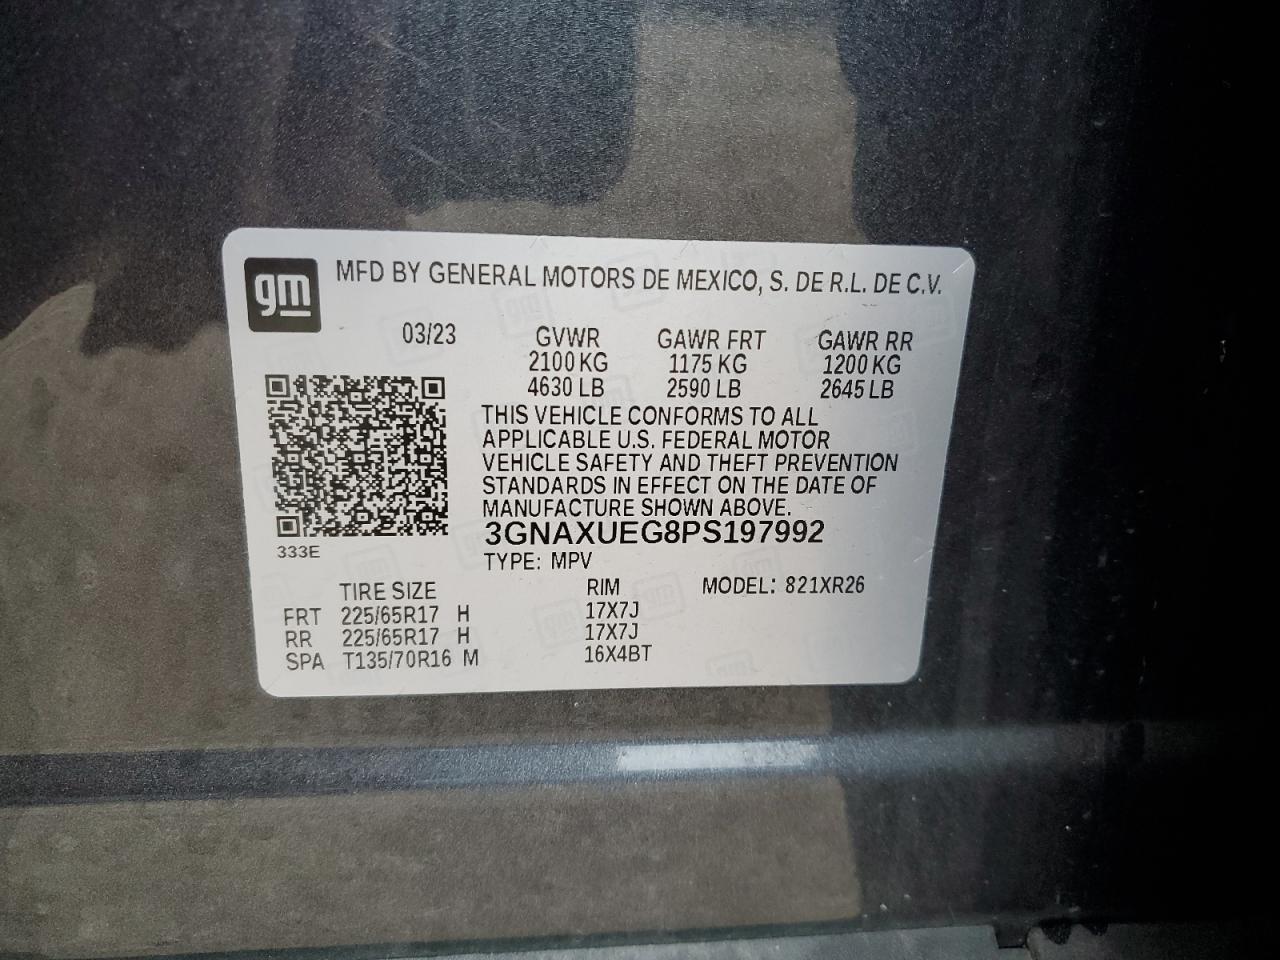 gm MFD BY GENERAL MOTORS DE MEXICO, S. DE R.L. DE C.V.
03/23 GVWR GAWR FRT GAWR RR
2100 KG 1175 KG 1200 KG
4630 LB 2590 LB 2645 LB
THIS VEHICLE CONFORMS TO ALL
APPLICABLE U.S. FEDERAL MOTOR
VEHICLE SAFETY AND THEFT PREVENTION
STANDARDS IN EFFECT ON THE DATE OF
MANUFACTURE SHOWN ABOVE.
3GNAXUEG8PS197992
333E
TYPE: MPV
TIRE SIZE RIM MODEL: 821XR26
FRT 225/65R17 H 17X7J
RR 225/65R17 H 17X7J
SPA T135/70R16 M 16X4BT